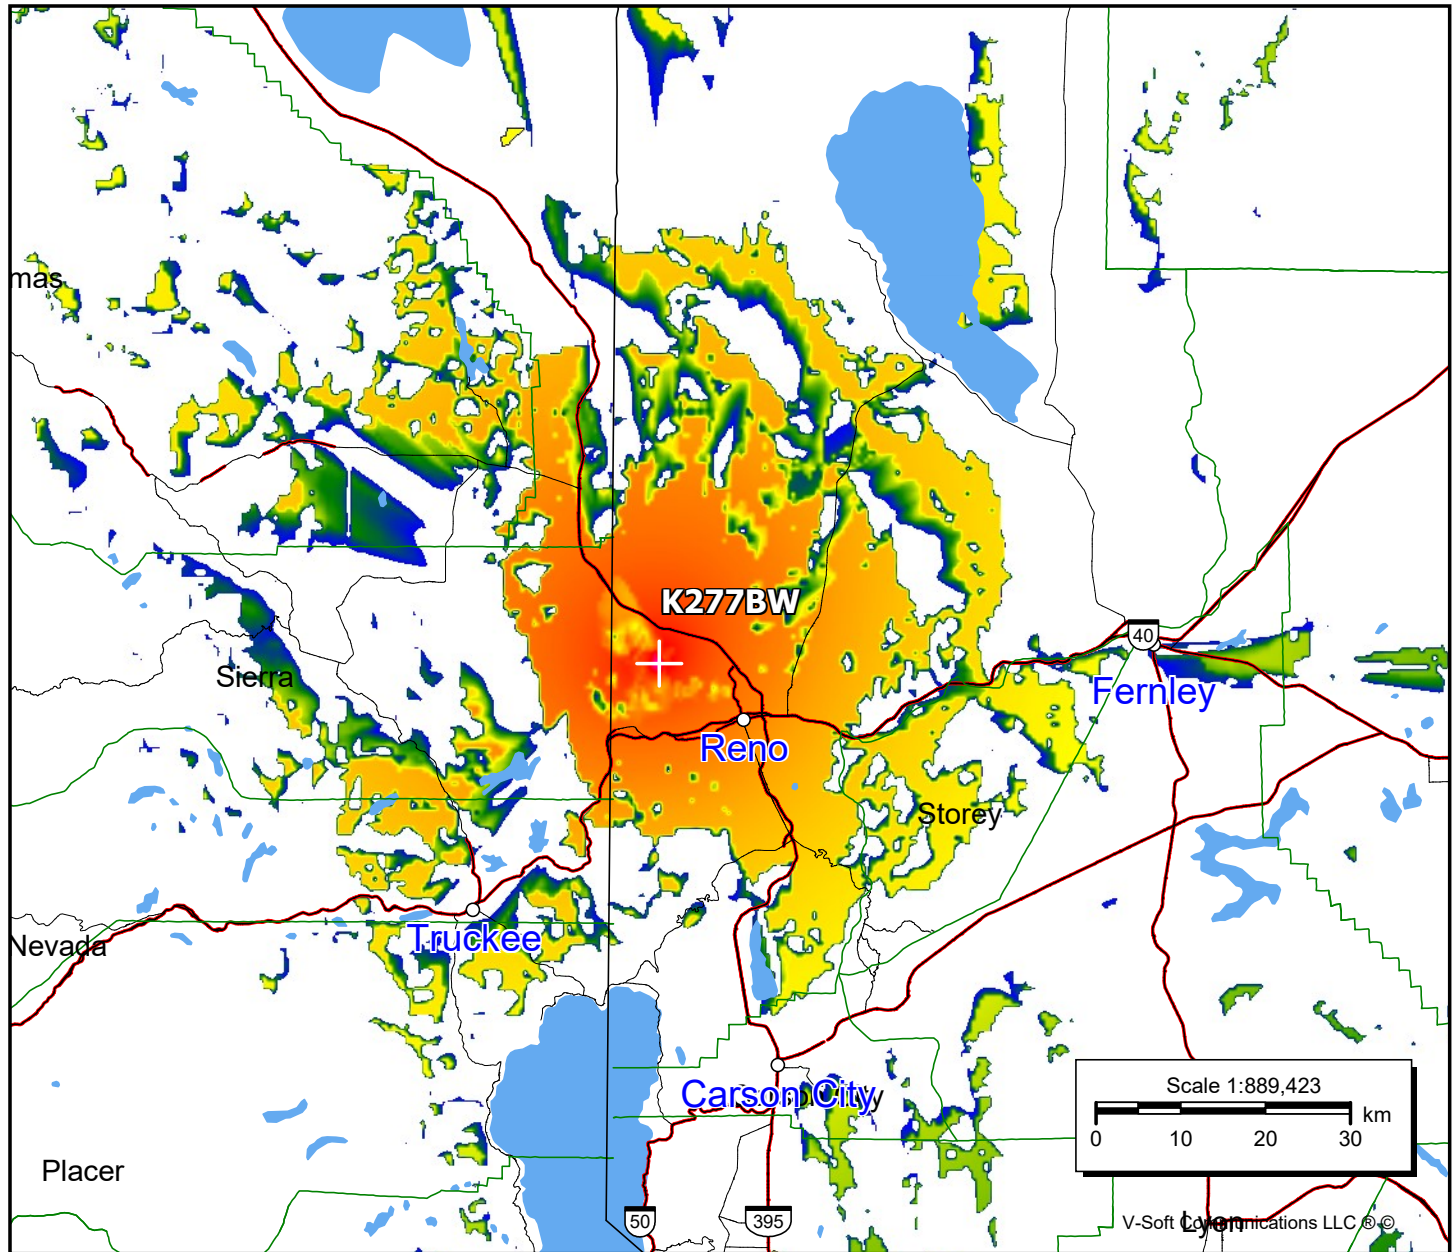 mas
K277BW
40
Sierra
Fernley
Reno
Storey
Truckee
Nevada
Scale 1:889,423
km
0 10 20 30
Carson City
Placer
50
395
V-Soft Communications LLC ® ©
Lyon